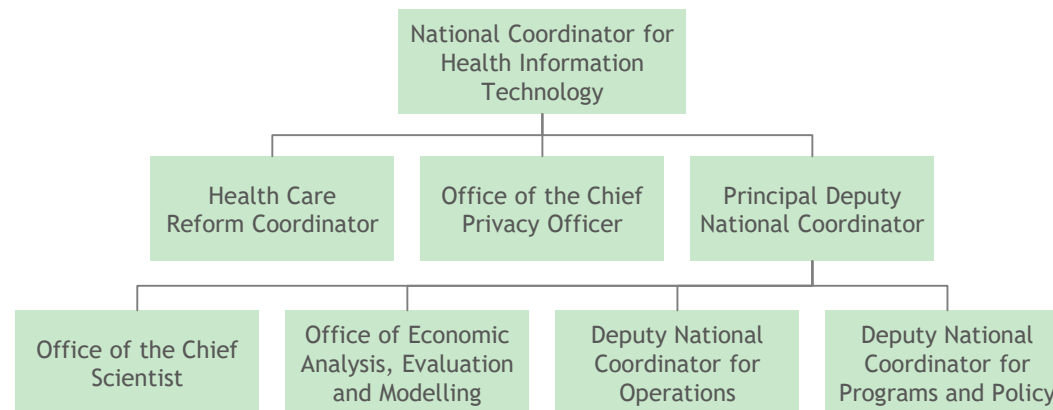 National Coordinator for
Health Information
Technology
Health Care
Reform Coordinator
Office of the Chief
Privacy Officer
Principal Deputy
National Coordinator
Office of the Chief
Scientist
Office of Economic
Analysis, Evaluation
and Modelling
Deputy National
Coordinator for
Operations
Deputy National
Coordinator for
Programs and Policy